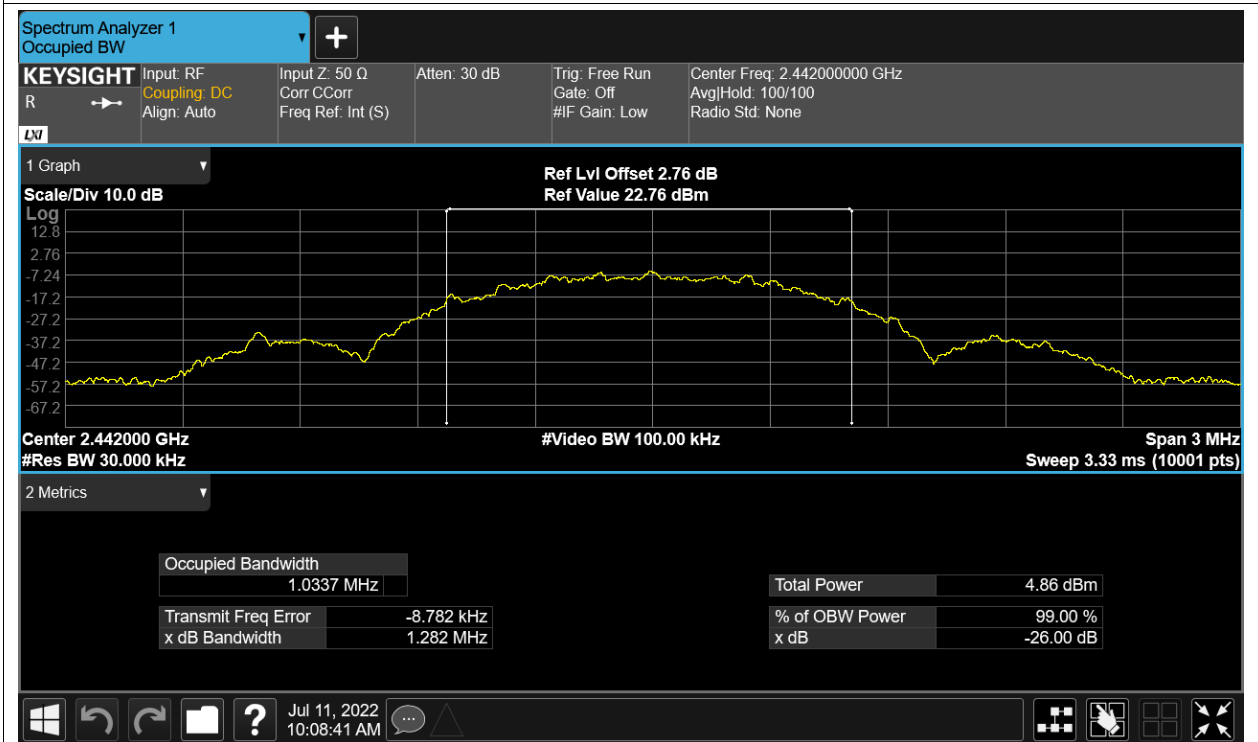 Spectrum Analyzer 1
Occupied BW
KEYSIGHT
R
LXI
Input: RF
Coupling: DC
Align: Auto
Input Z: 50 Ω
Corr CCorr
Freq Ref: Int (S)
Atten: 30 dB
Trig: Free Run
Gate: Off
#IF Gain: Low
Center Freq: 2.442000000 GHz
Avg|Hold: 100/100
Radio Std: None
1 Graph
Scale/Div 10.0 dB
Ref Lvl Offset 2.76 dB
Ref Value 22.76 dBm
Log
12.8
2.76
-7.24
-17.2
-27.2
-37.2
-47.2
-57.2
-67.2
Center 2.442000 GHz
#Video BW 100.00 kHz
Span 3 MHz
#Res BW 30.000 kHz
Sweep 3.33 ms (10001 pts)
2 Metrics
Occupied Bandwidth
1.0337 MHz
Transmit Freq Error -8.782 kHz
x dB Bandwidth 1.282 MHz
Total Power 4.86 dBm
% of OBW Power 99.00 %
x dB -26.00 dB
?
Jul 11, 2022
10:08:41 AM